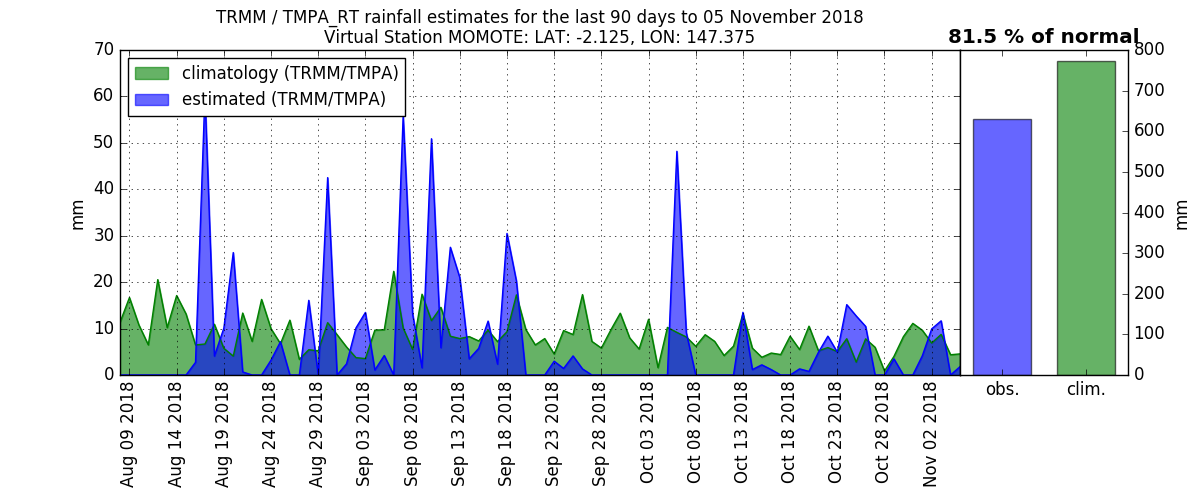 TRMM / TMPA_RT rainfall estimates for the last 90 days to 05 November 2018
Virtual Station MOMOTE: LAT: -2.125, LON: 147.375
81.5 % of normal
climatology (TRMM/TMPA)
estimated (TRMM/TMPA)
70
60
50
40
30
20
10
0
mm
Aug 09 2018
Aug 14 2018
Aug 19 2018
Aug 24 2018
Aug 29 2018
Sep 03 2018
Sep 08 2018
Sep 13 2018
Sep 18 2018
Sep 23 2018
Sep 28 2018
Oct 03 2018
Oct 08 2018
Oct 13 2018
Oct 18 2018
Oct 23 2018
Oct 28 2018
Nov 02 2018
obs.
clim.
800
700
600
500
400
300
200
100
0
mm